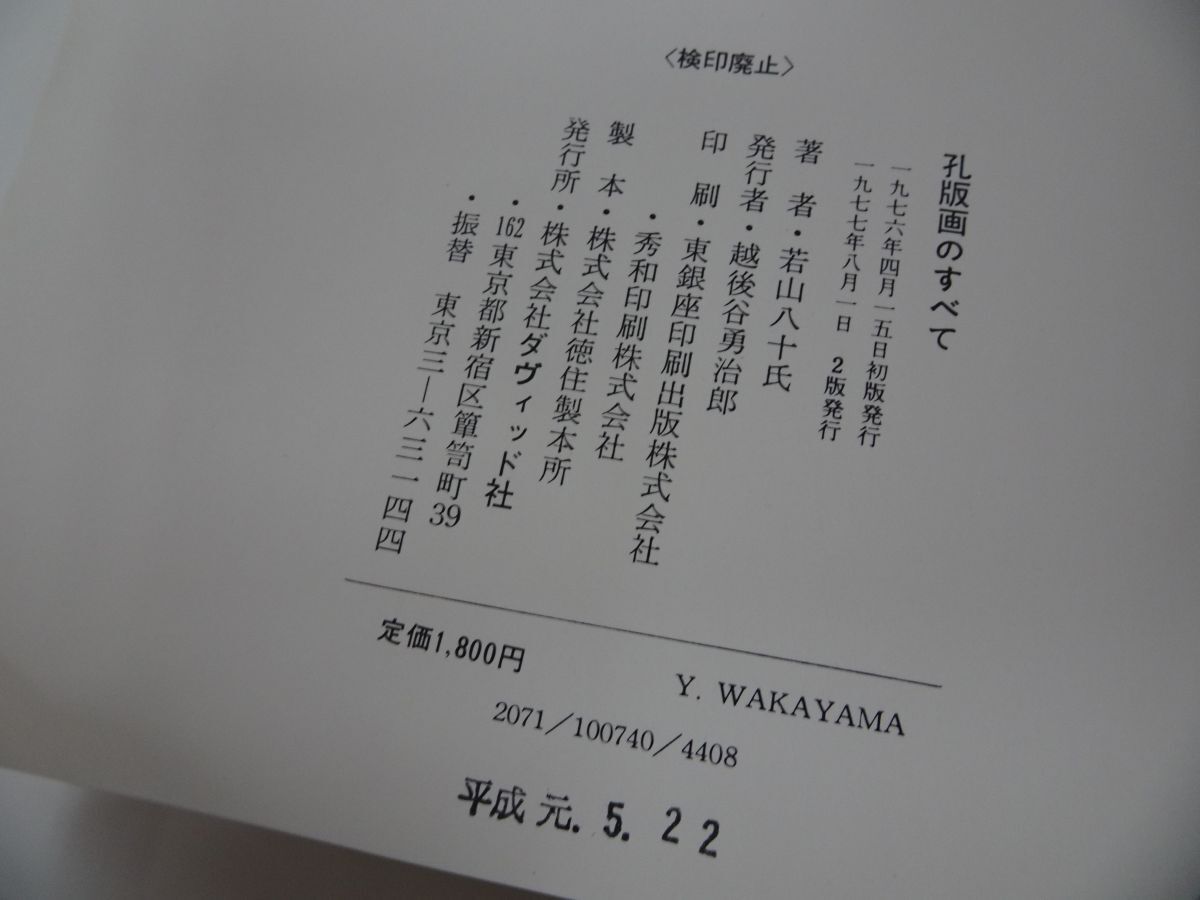 〈検印廃止〉
孔版画のすべて
一九七六年四月一五日初版発行
一九七七年八月一日　2版発行
著　者・若山八十氏
発行者・越後谷勇治郎
印　刷・東銀座印刷出版株式会社
・秀和印刷株式会社
製　本・株式会社徳住製本所
発行所・株式会社ダヴィッド社
・162東京都新宿区簞笥町39
・振替　東京三―六三一四四
定価1,800円
Y. WAKAYAMA
2071／100740／4408
平成 元. 5. 22